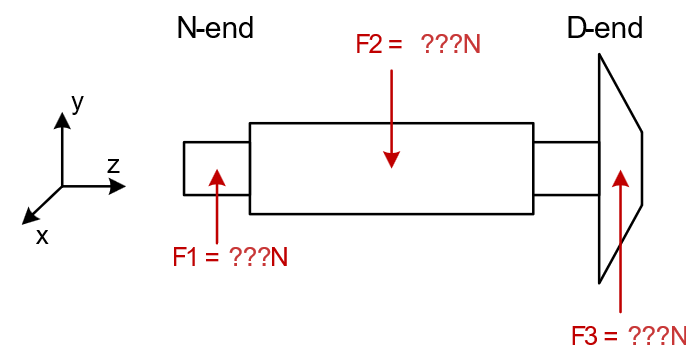 N-end
D-end
F2 = ???N
y
z
x
F1 = ???N
F3 = ???N